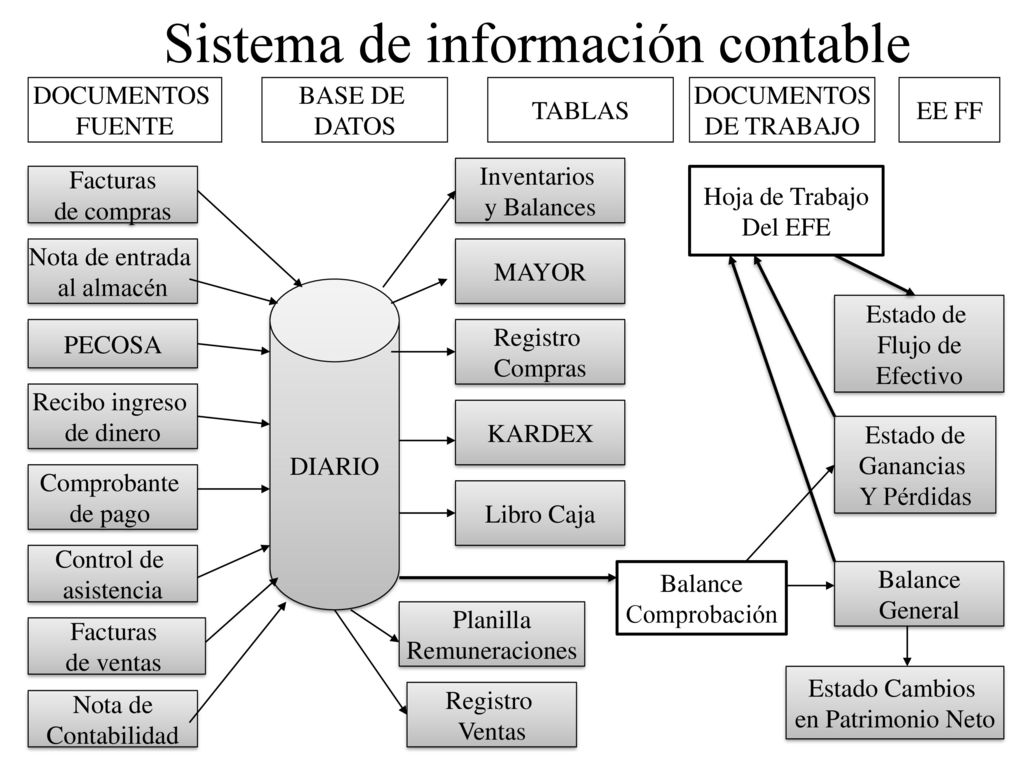 Sistema de información contable
DOCUMENTOS
FUENTE
BASE DE
DATOS
TABLAS
DOCUMENTOS
DE TRABAJO
EE FF
Facturas
de compras
Nota de entrada
al almacén
PECOSA
Recibo ingreso
de dinero
Comprobante
de pago
Control de
asistencia
Facturas
de ventas
Nota de
Contabilidad
DIARIO
Inventarios
y Balances
MAYOR
Registro
Compras
KARDEX
Libro Caja
Planilla
Remuneraciones
Registro
Ventas
Hoja de Trabajo
Del EFE
Balance
Comprobación
Estado de
Flujo de
Efectivo
Estado de
Ganancias
Y Pérdidas
Balance
General
Estado Cambios
en Patrimonio Neto